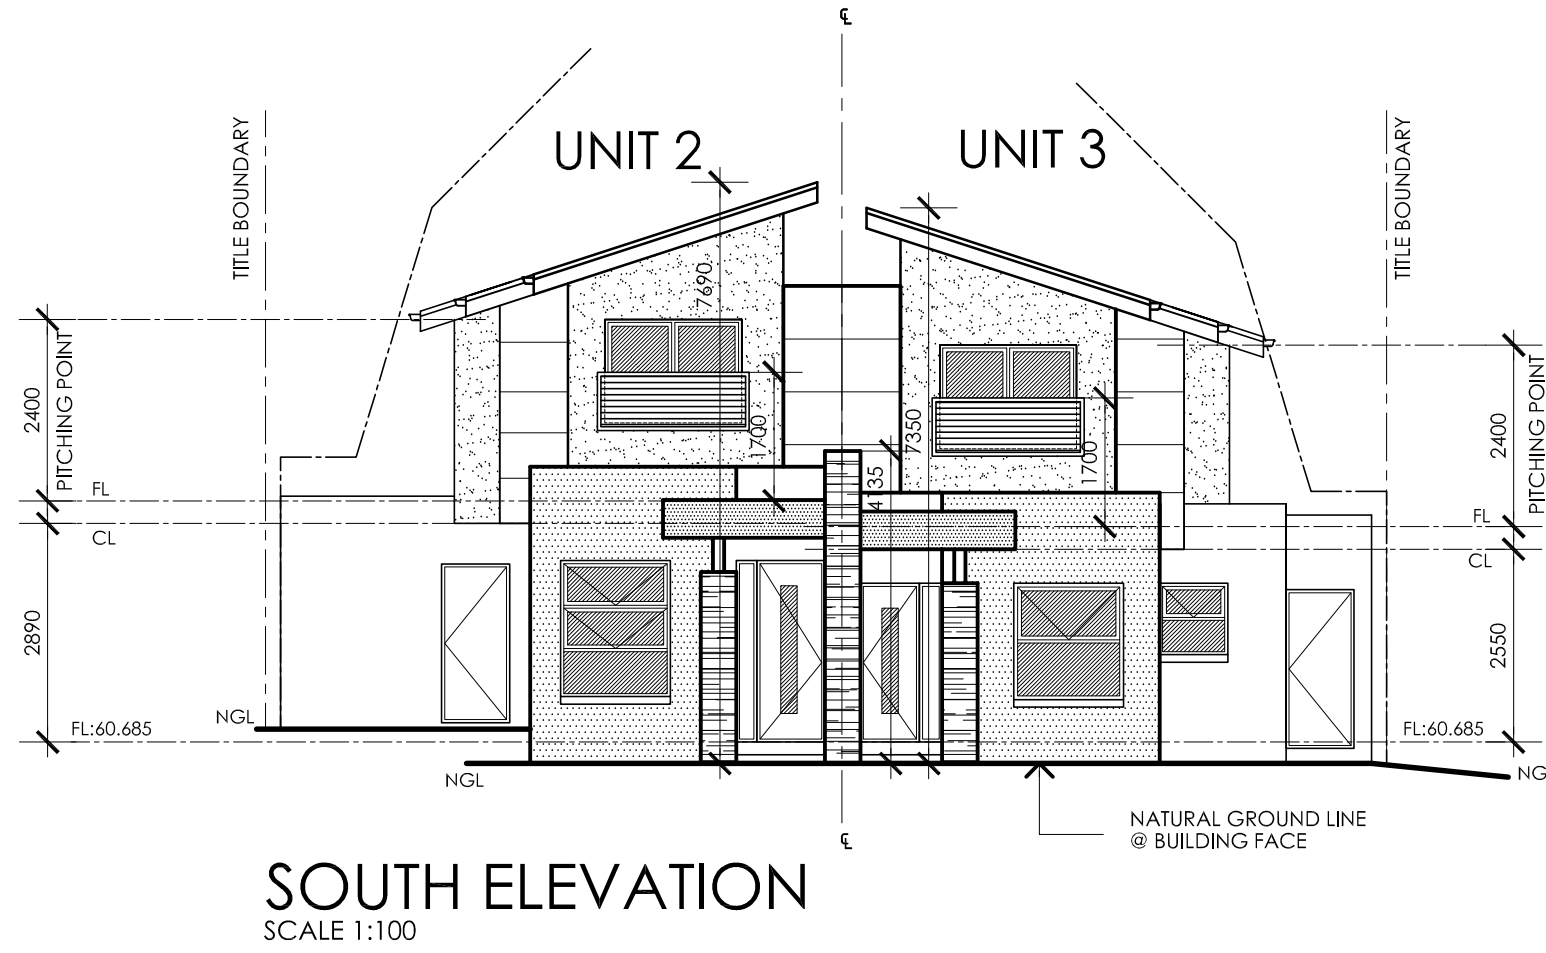 ℄
UNIT 2
UNIT 3
TITLE BOUNDARY
TITLE BOUNDARY
7690
2400
PITCHING POINT
1700
7350
4135
1700
2400
PITCHING POINT
FL
CL
FL
CL
2890
2550
NGL
FL:60.685
FL:60.685
NGL
NG
NATURAL GROUND LINE
@ BUILDING FACE
℄
SOUTH ELEVATION
SCALE 1:100